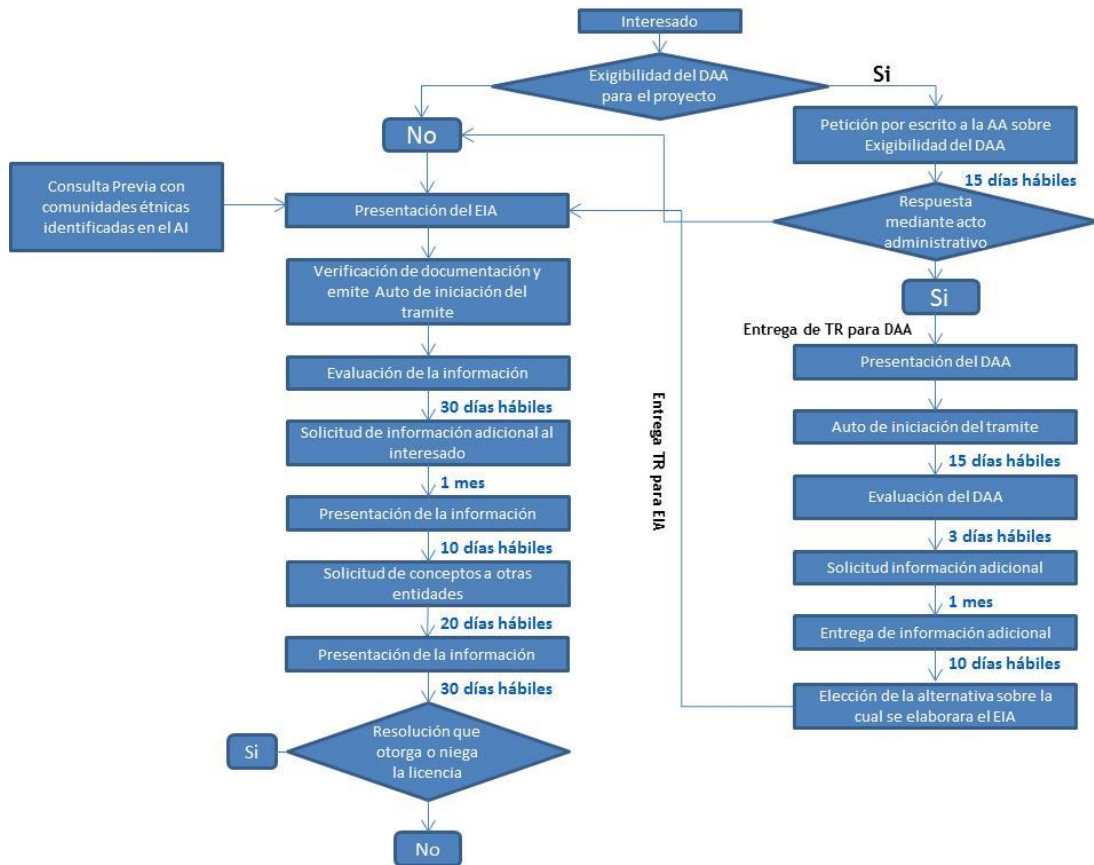 Interesado
Exigibilidad del DAA
para el proyecto
Si
No
Petición por escrito a la AA sobre
Exigibilidad del DAA
15 días hábiles
Respuesta
mediante acto
administrativo
Si
Entrega de TR para DAA
Presentación del DAA
Auto de iniciación del tramite
15 días hábiles
Evaluación del DAA
3 días hábiles
Solicitud información adicional
1 mes
Entrega de información adicional
10 días hábiles
Elección de la alternativa sobre la
cual se elaborara el EIA
Entrega TR para EIA
Consulta Previa con
comunidades étnicas
identificadas en el AI
Presentación del EIA
Verificación de documentación y
emite Auto de iniciación del
tramite
Evaluación de la información
30 días hábiles
Solicitud de información adicional al
interesado
1 mes
Presentación de la información
10 días hábiles
Solicitud de conceptos a otras
entidades
20 días hábiles
Presentación de la información
30 días hábiles
Resolución que
otorga o niega
la licencia
Si
No